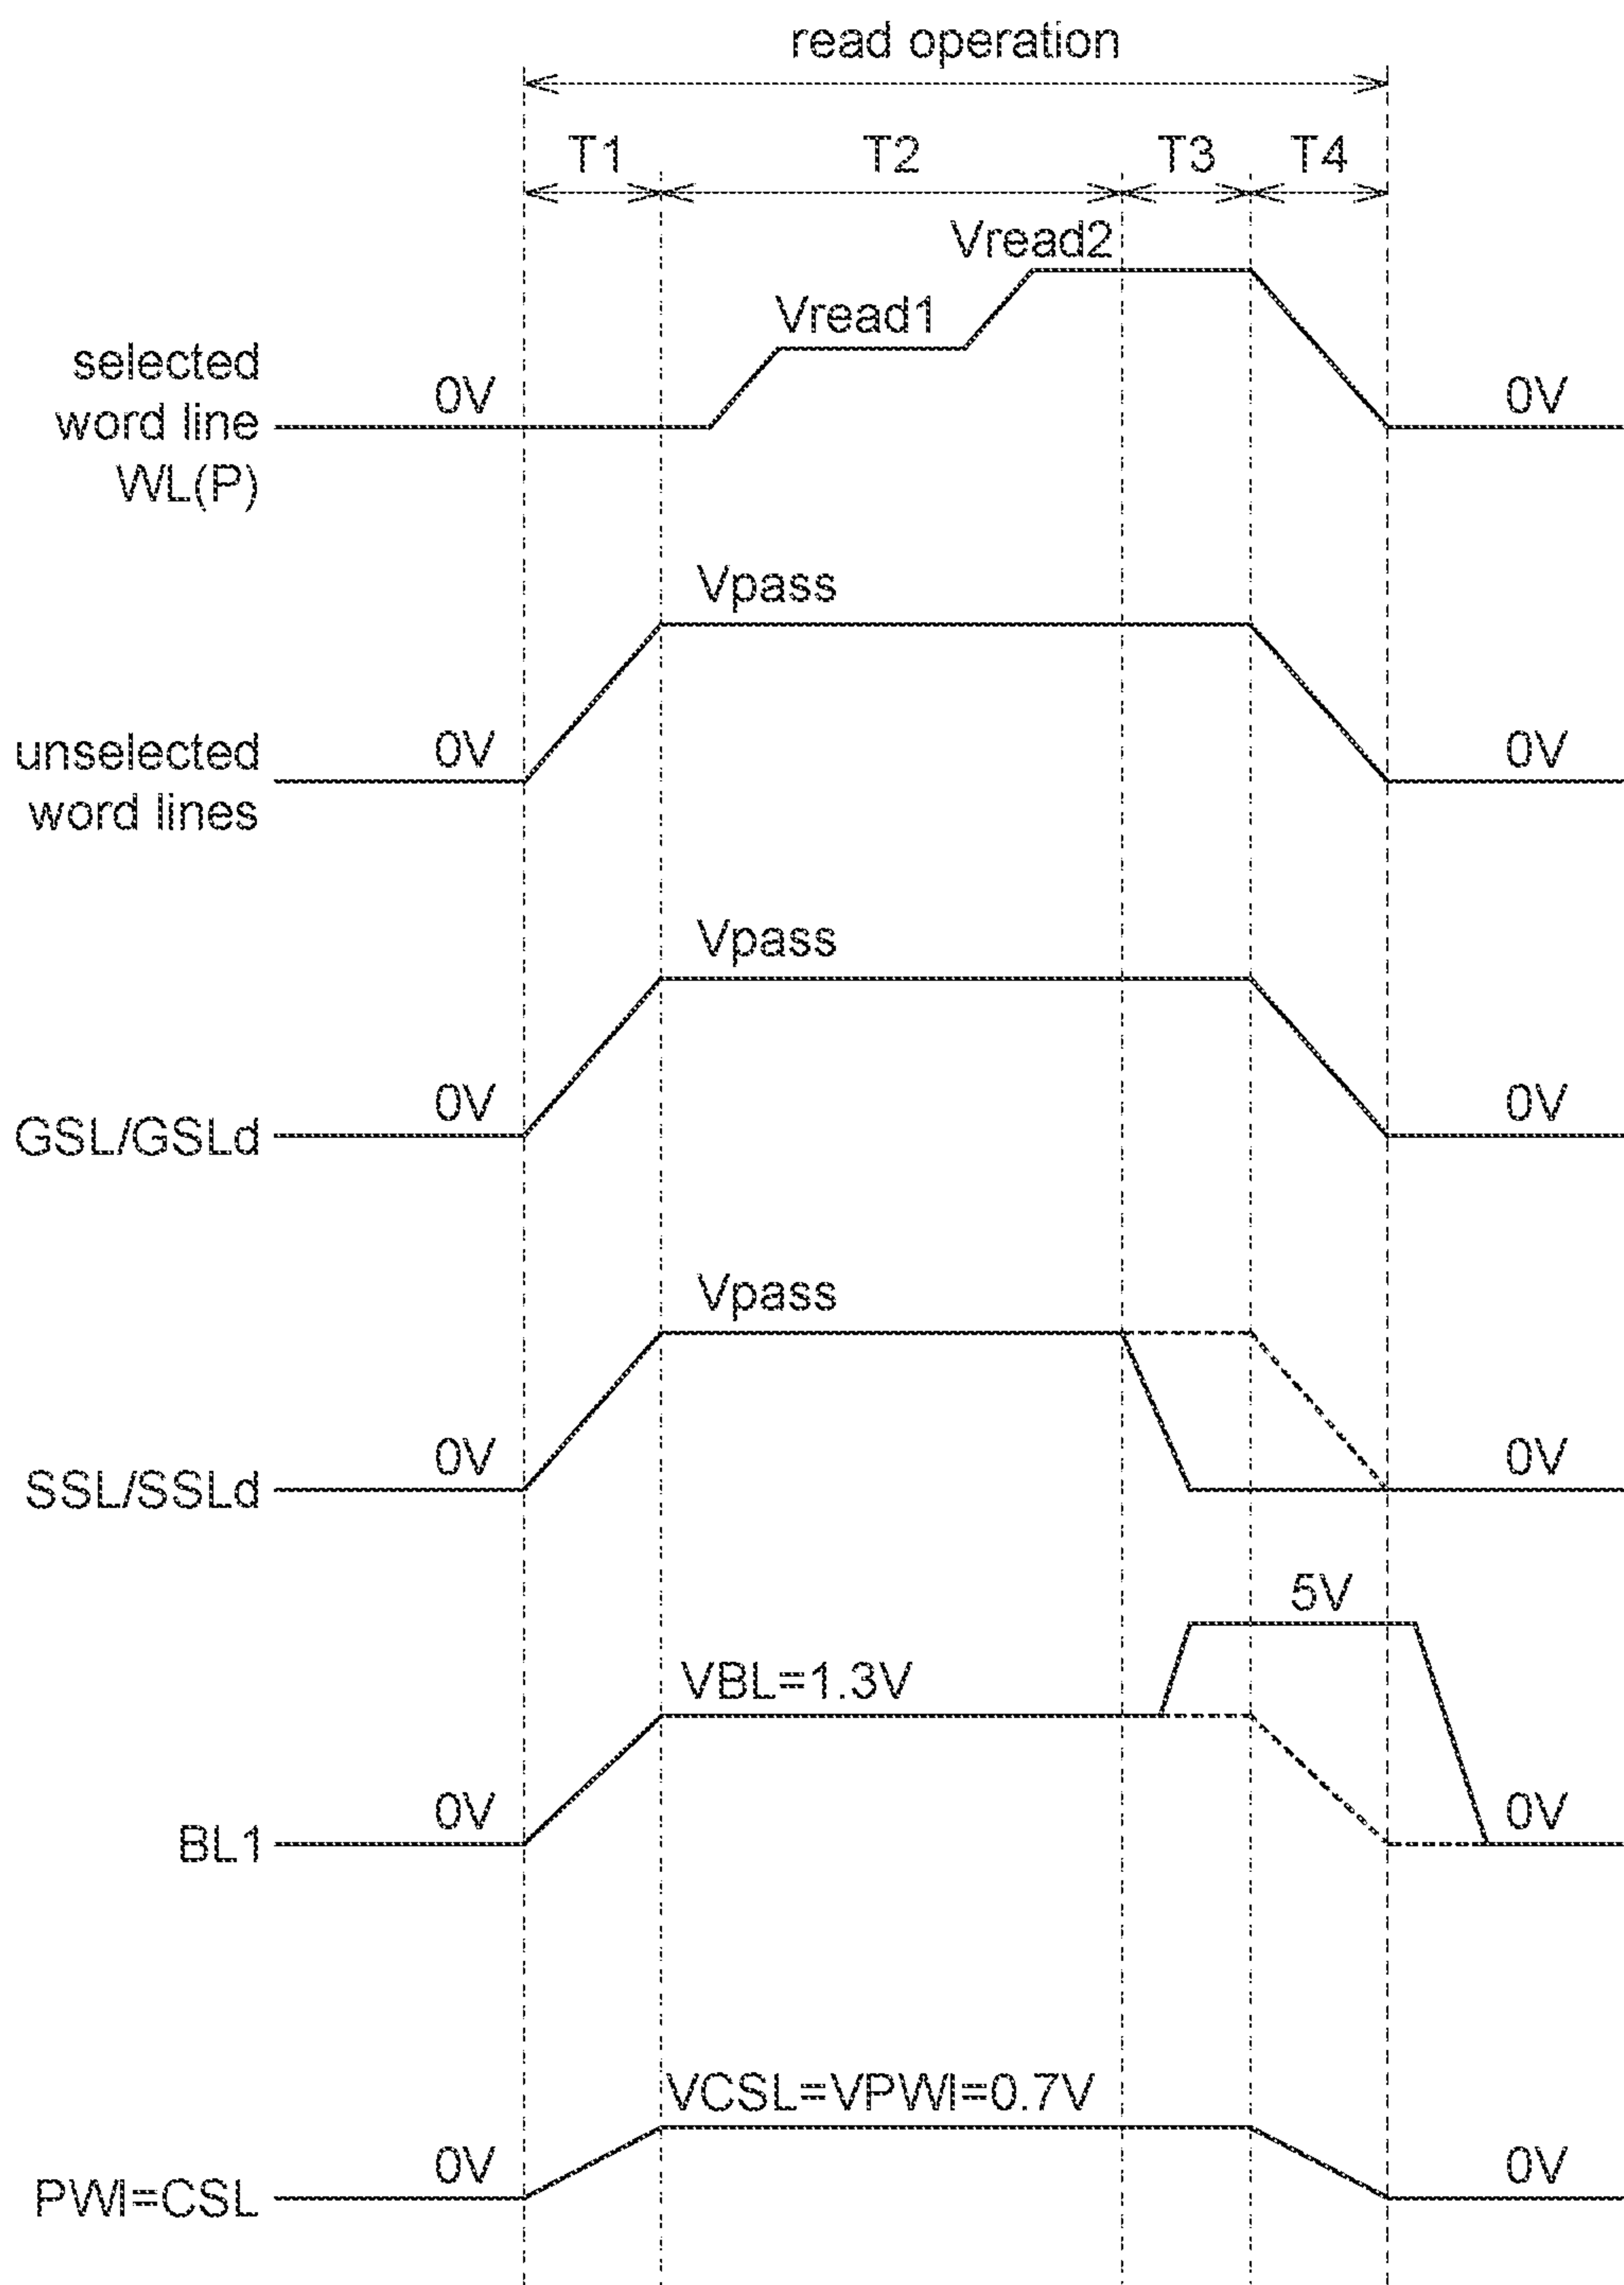 read operation
T1 T2 T3 T4
Vread2
Vread1
selected
word line
WL(P)
0V 0V
Vpass
unselected
word lines
0V 0V
Vpass
0V 0V
GSL/GSLd
Vpass
0V 0V
SSL/SSLd
5V
VBL=1.3V
0V 0V
BL1
VCSL=VPWI=0.7V
0V 0V
PWI=CSL